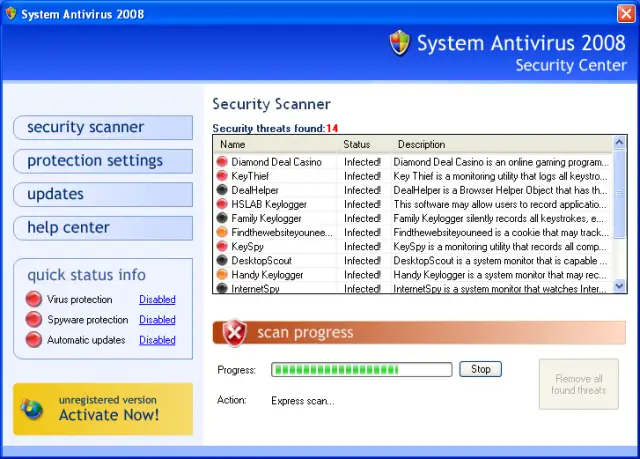 System Antivirus 2008
System Antivirus 2008
Security Center
security scanner
protection settings
updates
help center
quick status info
Virus protection Disabled
Spyware protection Disabled
Automatic updates Disabled
unregistered version
Activate Now!
Security Scanner
Security threats found:14
Name Status Description
Diamond Deal Casino Infected! Diamond Deal Casino is an online gaming program...
KeyThief Infected! Key Thief is a monitoring utility that logs all keystro...
DealHelper Infected! DealHelper is a Browser Helper Object that has th...
HSLAB Keylogger Infected! This software may allow users to record applicatio...
Family Keylogger Infected! Family Keylogger silently records all keystrokes, e...
Findthewebsiteyounee... Infected! Findthewebsiteyouneed is a cookie that may track...
KeySpy Infected! KeySpy is a monitoring utility that records all comp...
DesktopScout Infected! DesktopScout is a system monitor that is capable ...
Handy Keylogger Infected! Handy Keylogger is a system monitor that may rec...
InternetSpy Infected! InternetSpy is a system monitor that watches Inter...
scan progress
Progress: Stop
Action: Express scan...
Remove all
found threats